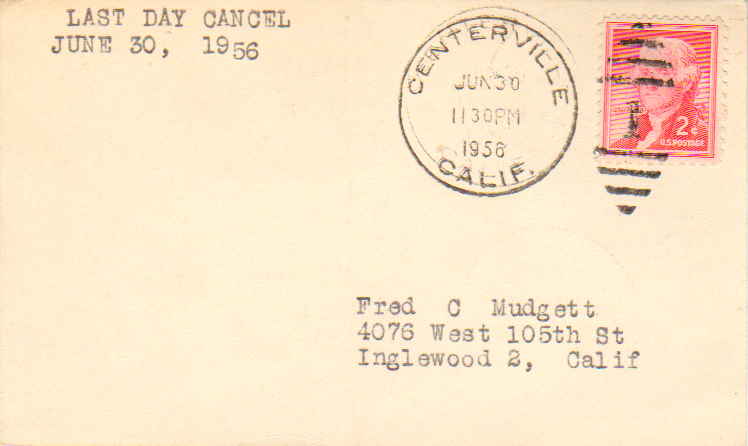 LAST DAY CANCEL
JUNE 30, 1956
CENTERVILLE
JUN 30
11 30 PM
1956
CALIF.
2¢
U.S. POSTAGE
Fred C Mudgett
4076 West 105th St
Inglewood 2, Calif